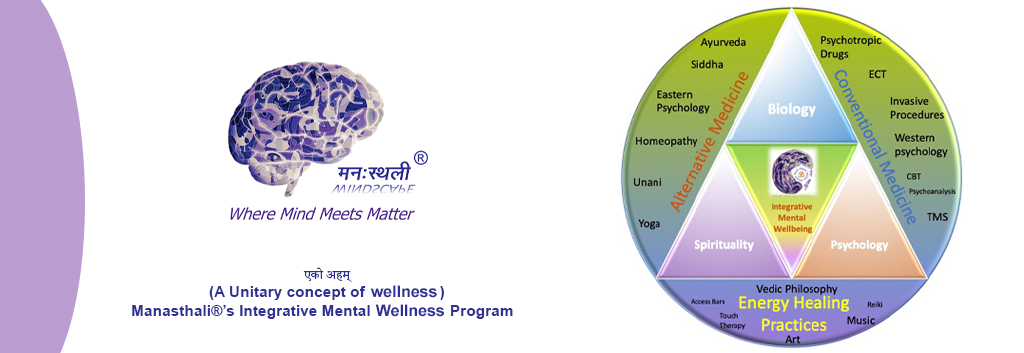 मनःस्थली ®
MINDSCAPE
Where Mind Meets Matter
एको अहम्
(A Unitary concept of wellness)
Manasthali®'s Integrative Mental Wellness Program
Ayurveda
Siddha
Eastern
Psychology
Homeopathy
Unani
Yoga
Alternative Medicine
Biology
Integrative
Mental
Wellbeing
Spirituality
Psychology
Conventional Medicine
Psychotropic
Drugs
ECT
Invasive
Procedures
Western
psychology
CBT
Psychoanalysis
TMS
Vedic Philosophy
Access Bars
Energy Healing
Reiki
Touch
Therapy
Practices
Music
Art